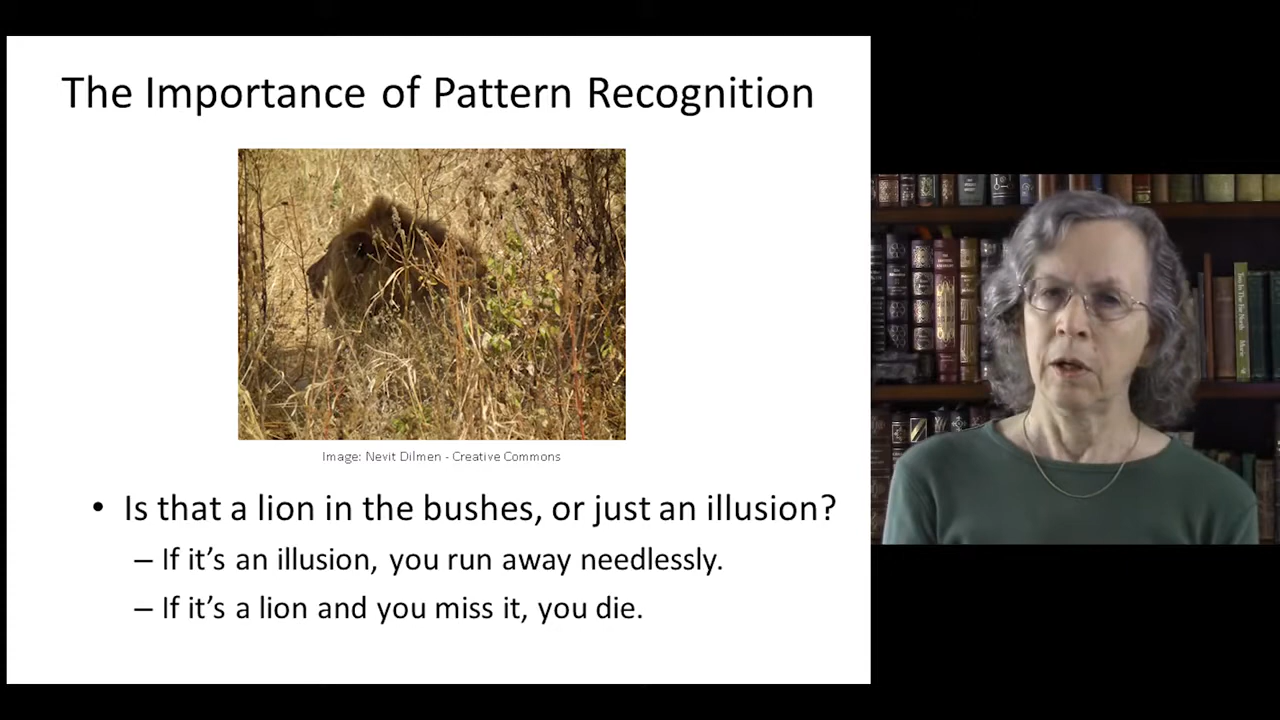 The Importance of Pattern Recognition
Image: Nevit Dilmen - Creative Commons
• Is that a lion in the bushes, or just an illusion?
– If it’s an illusion, you run away needlessly.
– If it’s a lion and you miss it, you die.